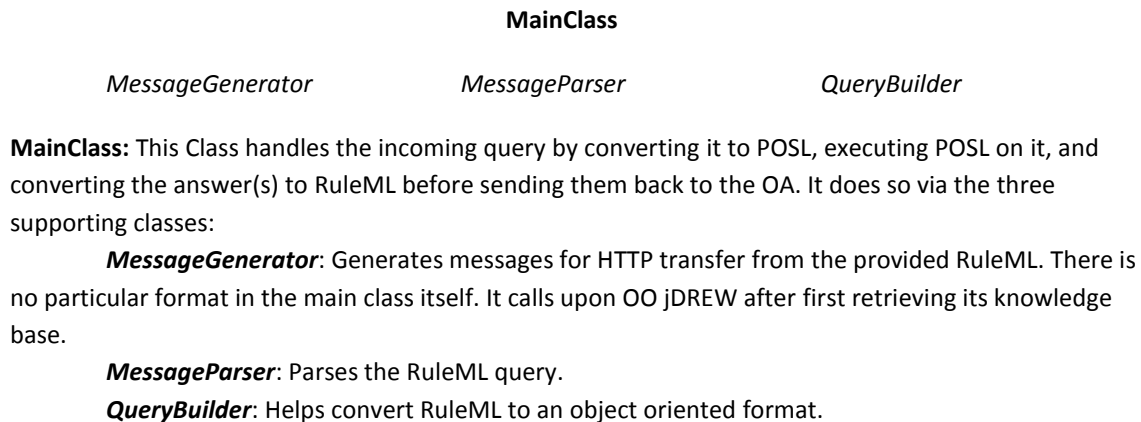 MainClass
MessageGenerator MessageParser QueryBuilder
MainClass: This Class handles the incoming query by converting it to POSL, executing POSL on it, and
converting the answer(s) to RuleML before sending them back to the OA. It does so via the three
supporting classes:
MessageGenerator: Generates messages for HTTP transfer from the provided RuleML. There is
no particular format in the main class itself. It calls upon OO jDREW after first retrieving its knowledge
base.
MessageParser: Parses the RuleML query.
QueryBuilder: Helps convert RuleML to an object oriented format.